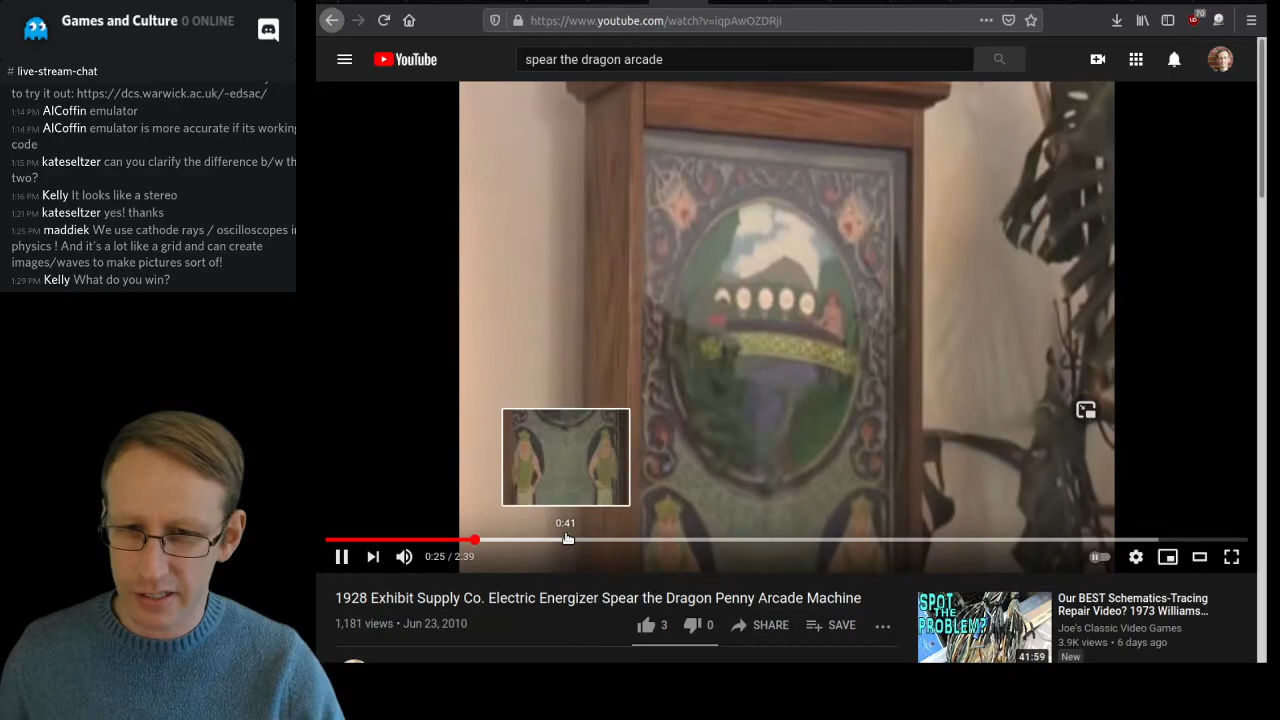 Games and Culture 0 ONLINE
# live-stream-chat
to try it out: https://dcs.warwick.ac.uk/~edsac/
1:14 PM AlCoffin emulator
1:14 PM AlCoffin emulator is more accurate if its working
code
1:15 PM kateseltzer can you clarify the difference b/w th
two?
1:16 PM Kelly It looks like a stereo
1:21 PM kateseltzer yes! thanks
1:25 PM maddiek We use cathode rays / oscilloscopes i
physics ! And it's a lot like a grid and can create
images/waves to make pictures sort of!
1:29 PM Kelly What do you win?
https://www.youtube.com/watch?v=iqpAwOZDRjI
70
YouTube
spear the dragon arcade
0:41
0:25 / 2:39
1928 Exhibit Supply Co. Electric Energizer Spear the Dragon Penny Arcade Machine
1,181 views • Jun 23, 2010
3
0
SHARE
SAVE
SPOT
THE
PROBLEM?
41:59
Our BEST Schematics-Tracing
Repair Video? 1973 Williams...
Joe's Classic Video Games
3.9K views • 6 days ago
New